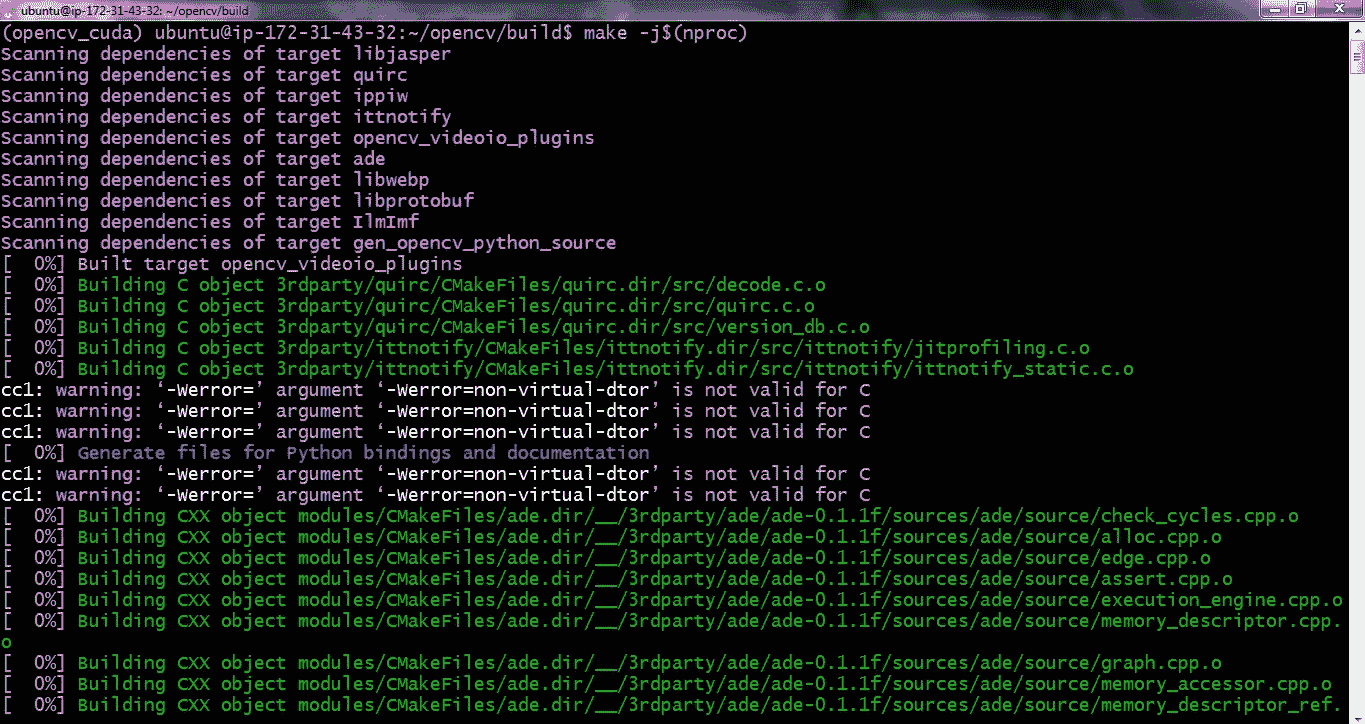 ubuntu@ip-172-31-43-32: ~/opencv/build
(opencv_cuda) ubuntu@ip-172-31-43-32:~/opencv/build$ make -j$(nproc)
Scanning dependencies of target libjasper
Scanning dependencies of target quirc
Scanning dependencies of target ippiw
Scanning dependencies of target ittnotify
Scanning dependencies of target opencv_videoio_plugins
Scanning dependencies of target ade
Scanning dependencies of target libwebp
Scanning dependencies of target libprotobuf
Scanning dependencies of target IlmImf
Scanning dependencies of target gen_opencv_python_source
[  0%] Built target opencv_videoio_plugins
[  0%] Building C object 3rdparty/quirc/CMakeFiles/quirc.dir/src/decode.c.o
[  0%] Building C object 3rdparty/quirc/CMakeFiles/quirc.dir/src/quirc.c.o
[  0%] Building C object 3rdparty/quirc/CMakeFiles/quirc.dir/src/version_db.c.o
[  0%] Building C object 3rdparty/ittnotify/CMakeFiles/ittnotify.dir/src/ittnotify/jitprofiling.c.o
[  0%] Building C object 3rdparty/ittnotify/CMakeFiles/ittnotify.dir/src/ittnotify/ittnotify_static.c.o
cc1: warning: ‘-Werror=’ argument ‘-Werror=non-virtual-dtor’ is not valid for C
cc1: warning: ‘-Werror=’ argument ‘-Werror=non-virtual-dtor’ is not valid for C
cc1: warning: ‘-Werror=’ argument ‘-Werror=non-virtual-dtor’ is not valid for C
[  0%] Generate files for Python bindings and documentation
cc1: warning: ‘-Werror=’ argument ‘-Werror=non-virtual-dtor’ is not valid for C
cc1: warning: ‘-Werror=’ argument ‘-Werror=non-virtual-dtor’ is not valid for C
[  0%] Building CXX object modules/CMakeFiles/ade.dir/__/3rdparty/ade/ade-0.1.1f/sources/ade/source/check_cycles.cpp.o
[  0%] Building CXX object modules/CMakeFiles/ade.dir/__/3rdparty/ade/ade-0.1.1f/sources/ade/source/alloc.cpp.o
[  0%] Building CXX object modules/CMakeFiles/ade.dir/__/3rdparty/ade/ade-0.1.1f/sources/ade/source/edge.cpp.o
[  0%] Building CXX object modules/CMakeFiles/ade.dir/__/3rdparty/ade/ade-0.1.1f/sources/ade/source/assert.cpp.o
[  0%] Building CXX object modules/CMakeFiles/ade.dir/__/3rdparty/ade/ade-0.1.1f/sources/ade/source/execution_engine.cpp.o
[  0%] Building CXX object modules/CMakeFiles/ade.dir/__/3rdparty/ade/ade-0.1.1f/sources/ade/source/memory_descriptor.cpp.
o
[  0%] Building CXX object modules/CMakeFiles/ade.dir/__/3rdparty/ade/ade-0.1.1f/sources/ade/source/graph.cpp.o
[  0%] Building CXX object modules/CMakeFiles/ade.dir/__/3rdparty/ade/ade-0.1.1f/sources/ade/source/memory_accessor.cpp.o
[  0%] Building CXX object modules/CMakeFiles/ade.dir/__/3rdparty/ade/ade-0.1.1f/sources/ade/source/memory_descriptor_ref.